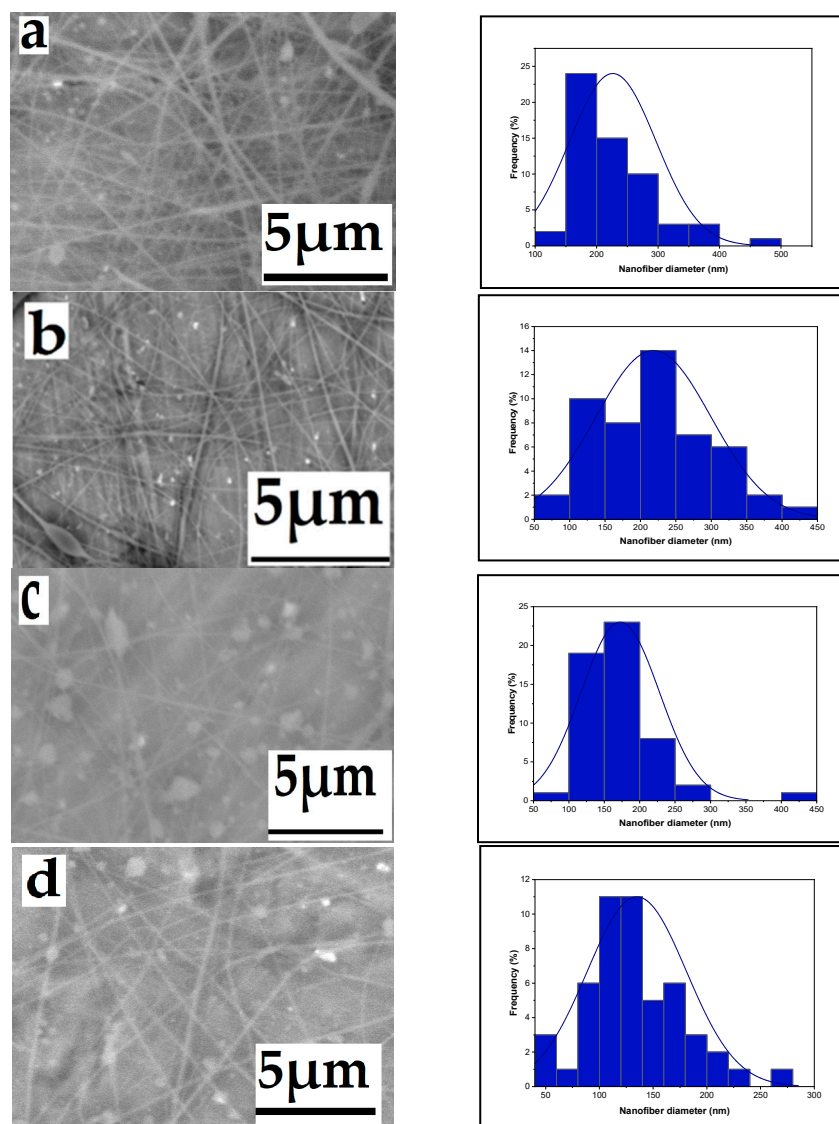 a
5µm
Frequency (%)
25
20
15
10
5
0
100 200 300 400 500
Nanofiber diameter (nm)
b
5µm
Frequency (%)
16
14
12
10
8
6
4
2
0
50 100 150 200 250 300 350 400 450
Nanofiber diameter (nm)
c
5µm
Frequency (%)
25
20
15
10
5
0
50 100 150 200 250 300 350 400 450
Nanofiber diameter (nm)
d
5µm
Frequency (%)
12
10
8
6
4
2
0
50 100 150 200 250 300
Nanofiber diameter (nm)